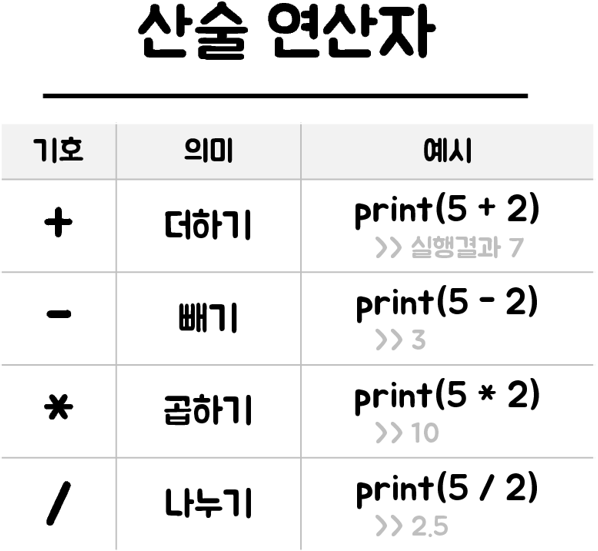 산술 연산자
기호 의미 예시
+ 더하기 print(5 + 2)
>> 실행결과 7
- 빼기 print(5 - 2)
>> 3
* 곱하기 print(5 * 2)
>> 10
/ 나누기 print(5 / 2)
>> 2.5